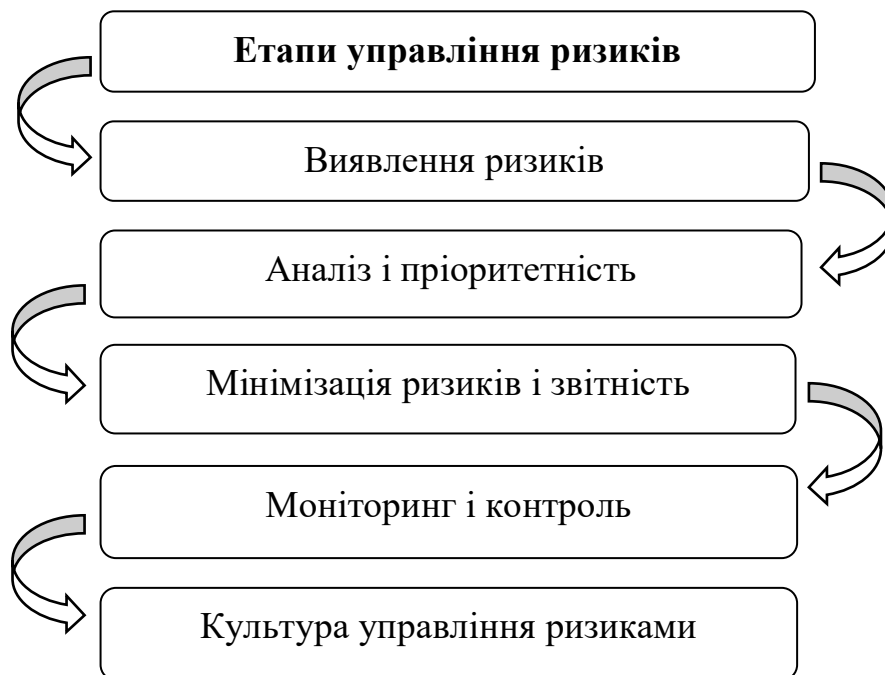 Етапи управління ризиків
Виявлення ризиків
Аналіз і пріоритетність
Мінімізація ризиків і звітність
Моніторинг і контроль
Культура управління ризиками